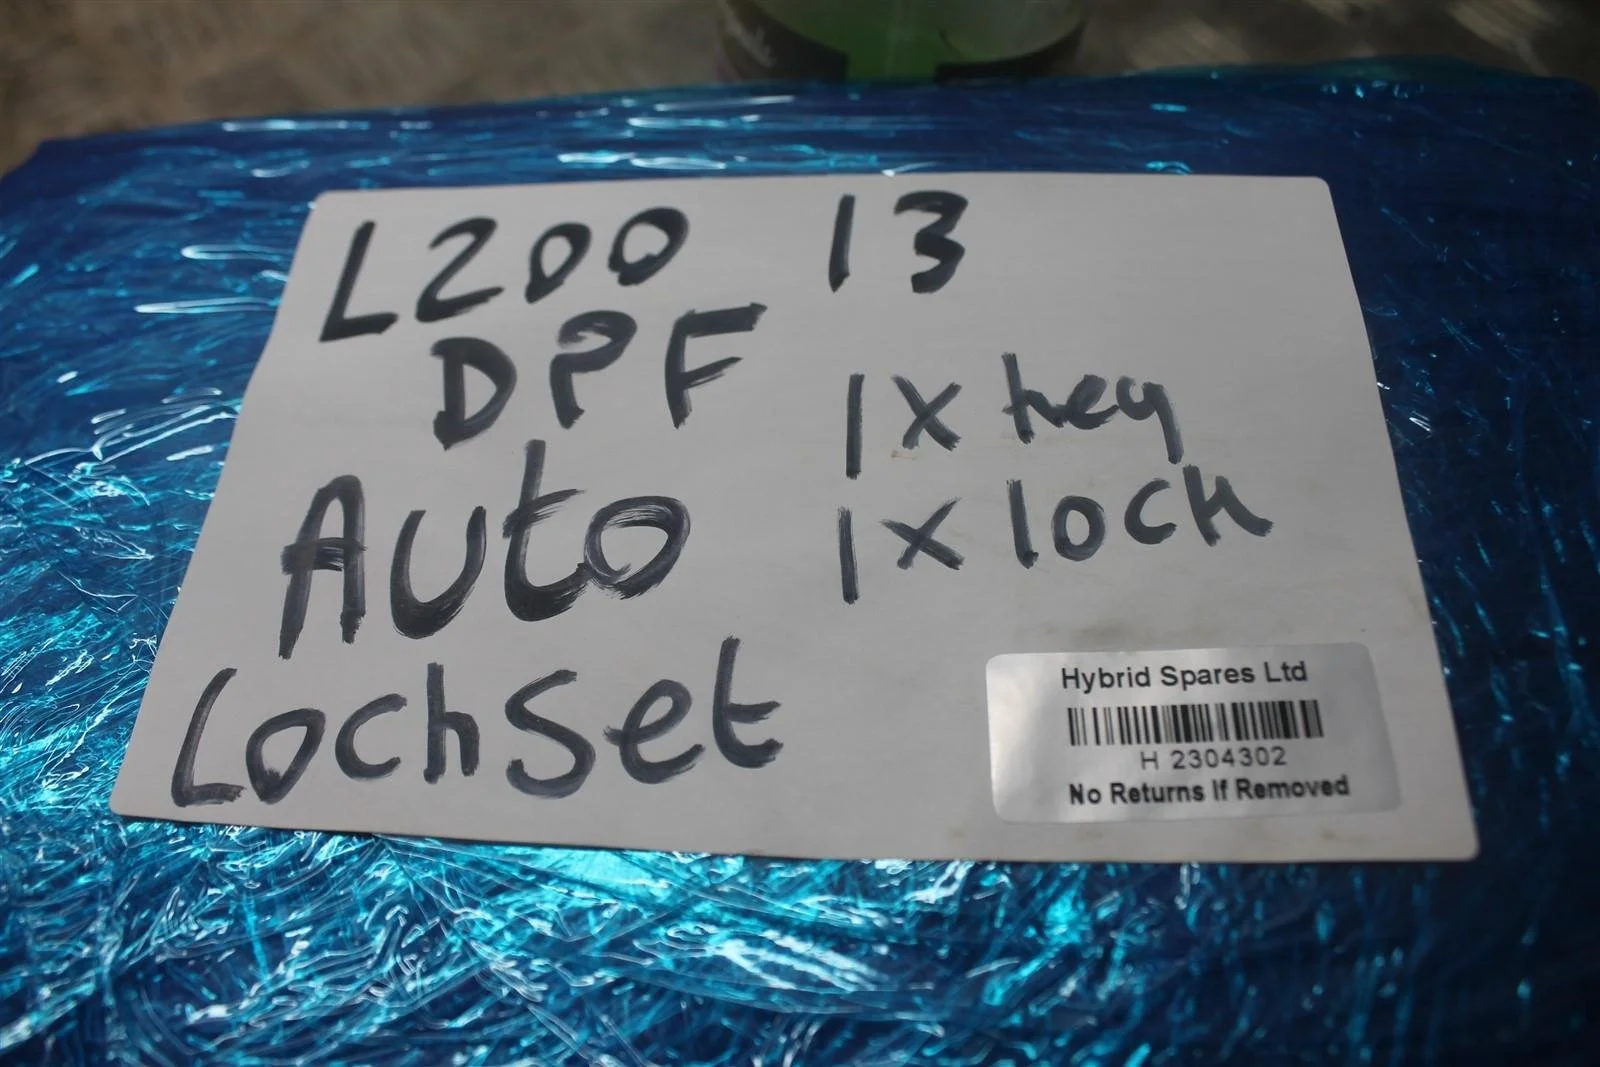 L200 13
DPF
1x key
Auto
1x lock
Lockset
Hybrid Spares Ltd
H 2304302
No Returns If Removed